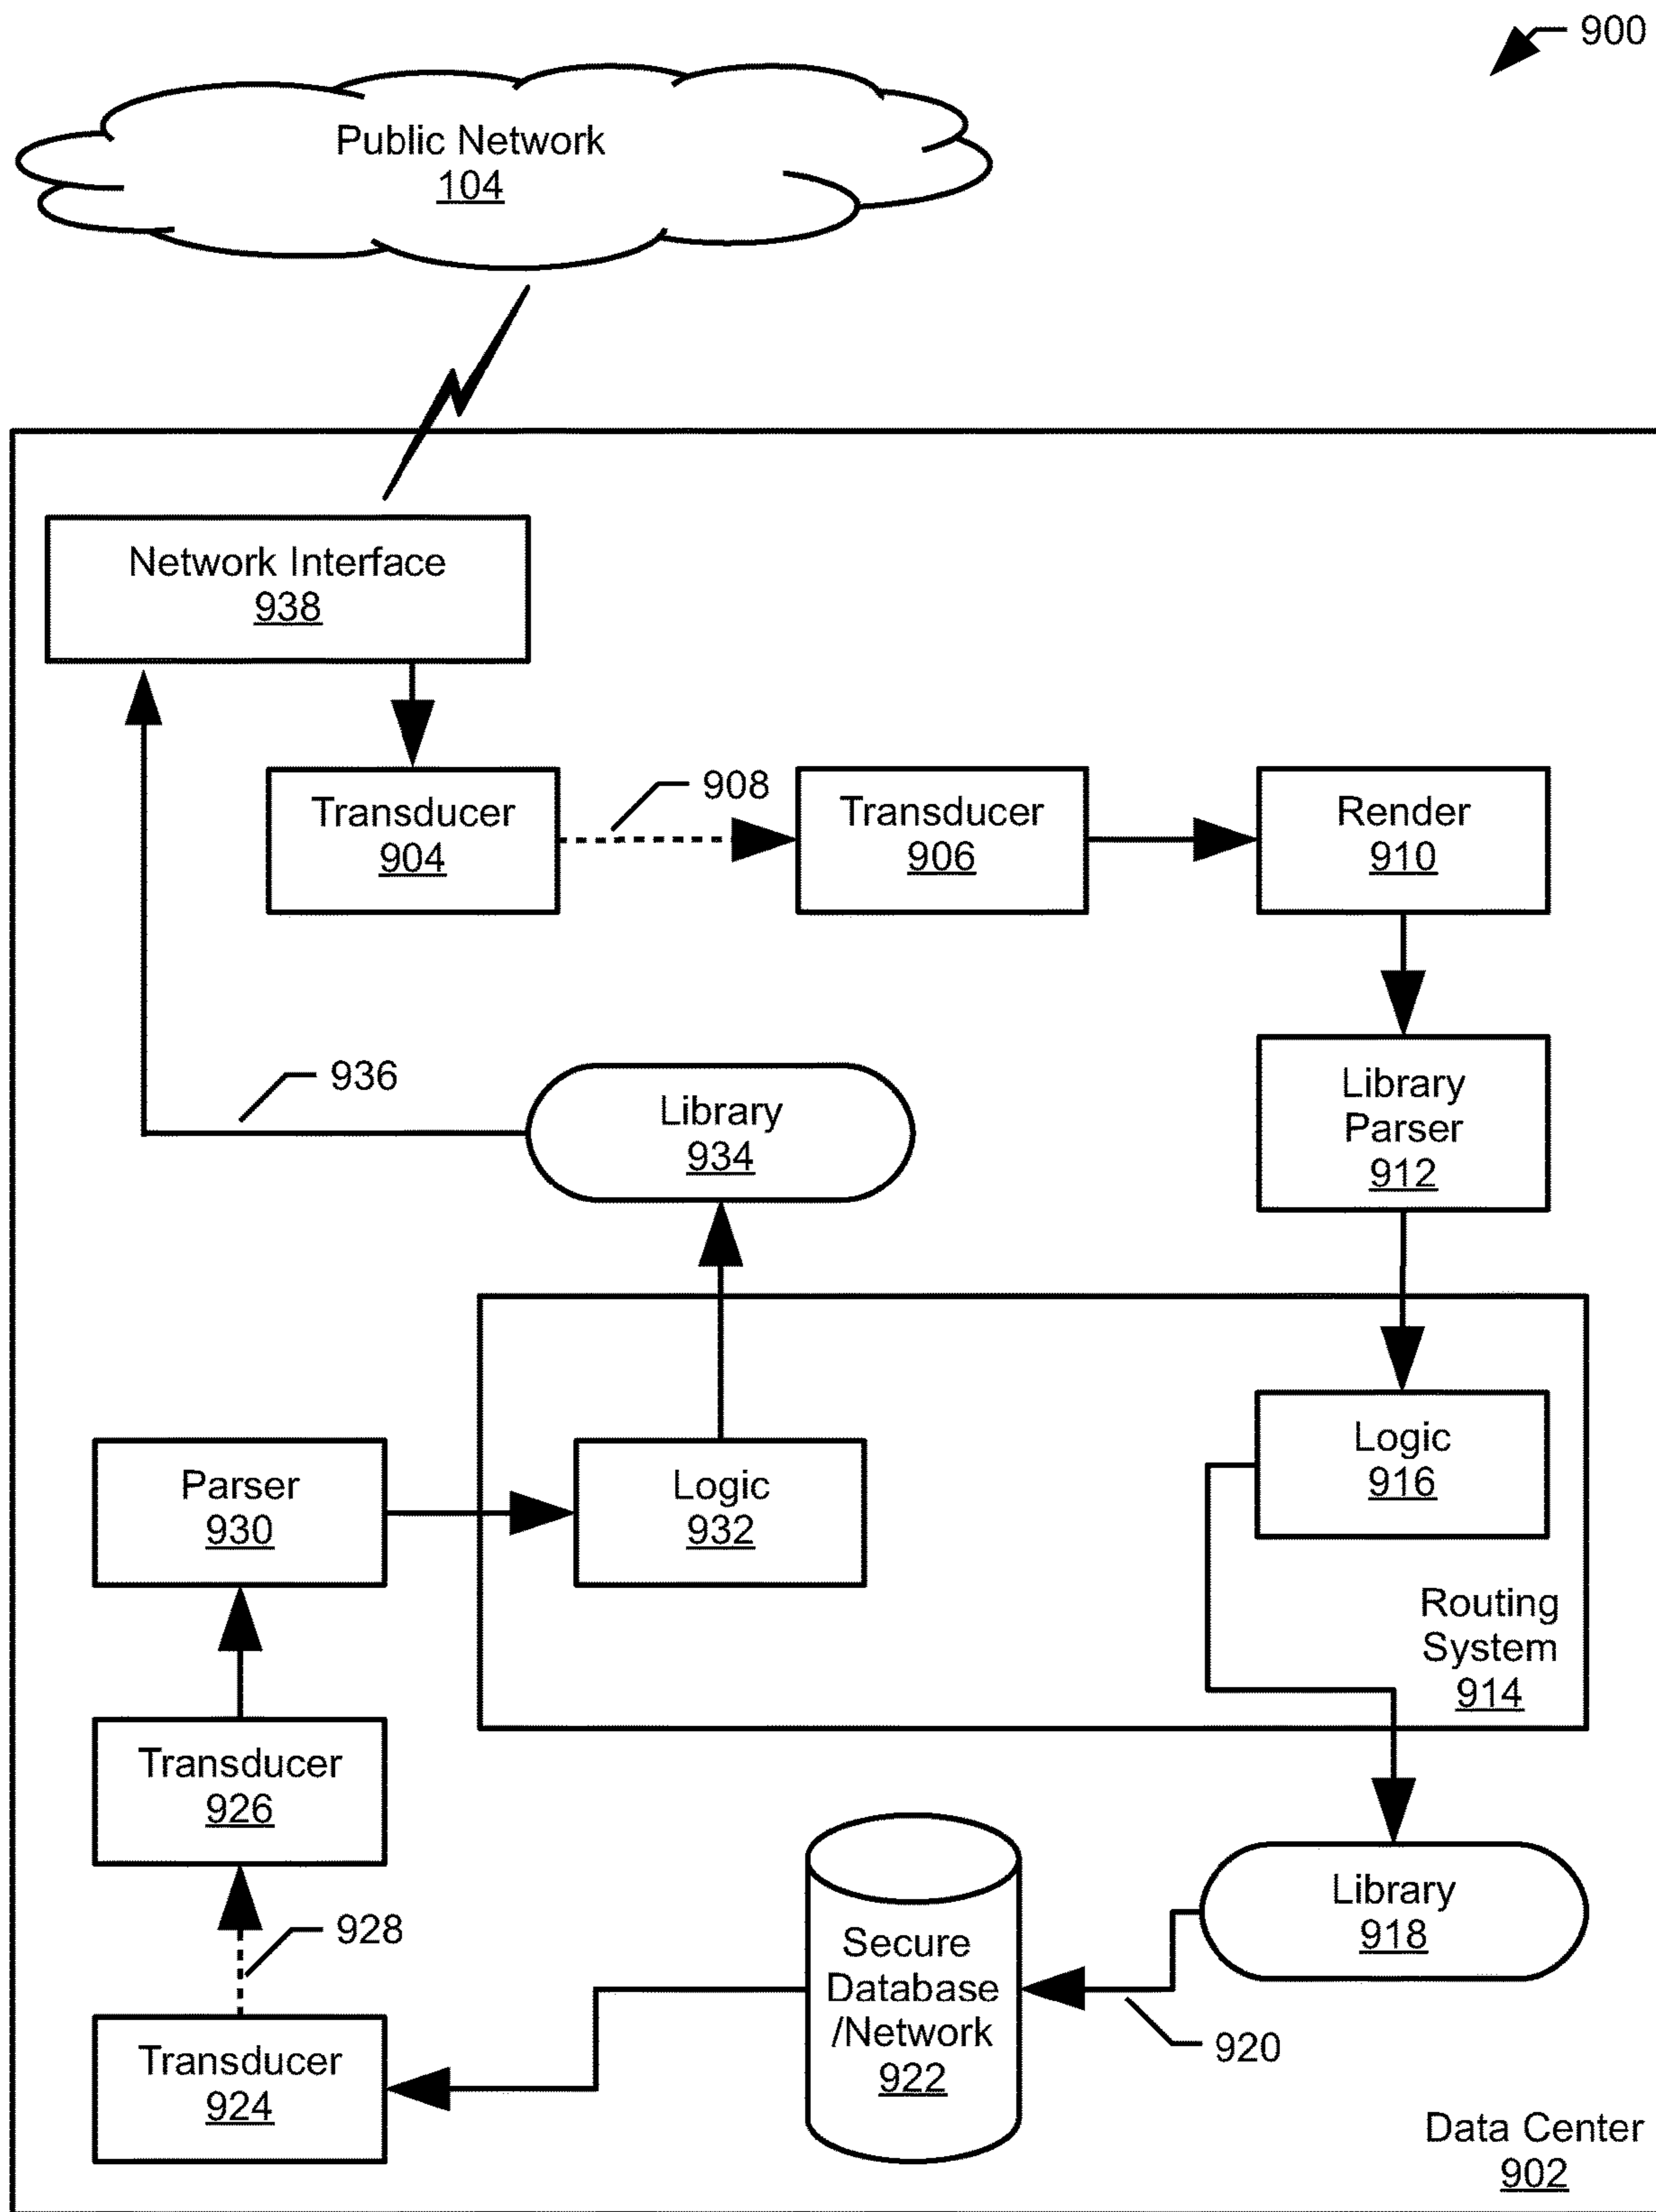 900
Public Network
104
Network Interface
938
908
Transducer
904
Transducer
906
Render
910
936
Library
934
Library
Parser
912
Logic
916
Parser
930
Logic
932
Routing
System
914
Transducer
926
Library
918
928
Secure
Database
/Network
922
920
Transducer
924
Data Center
902